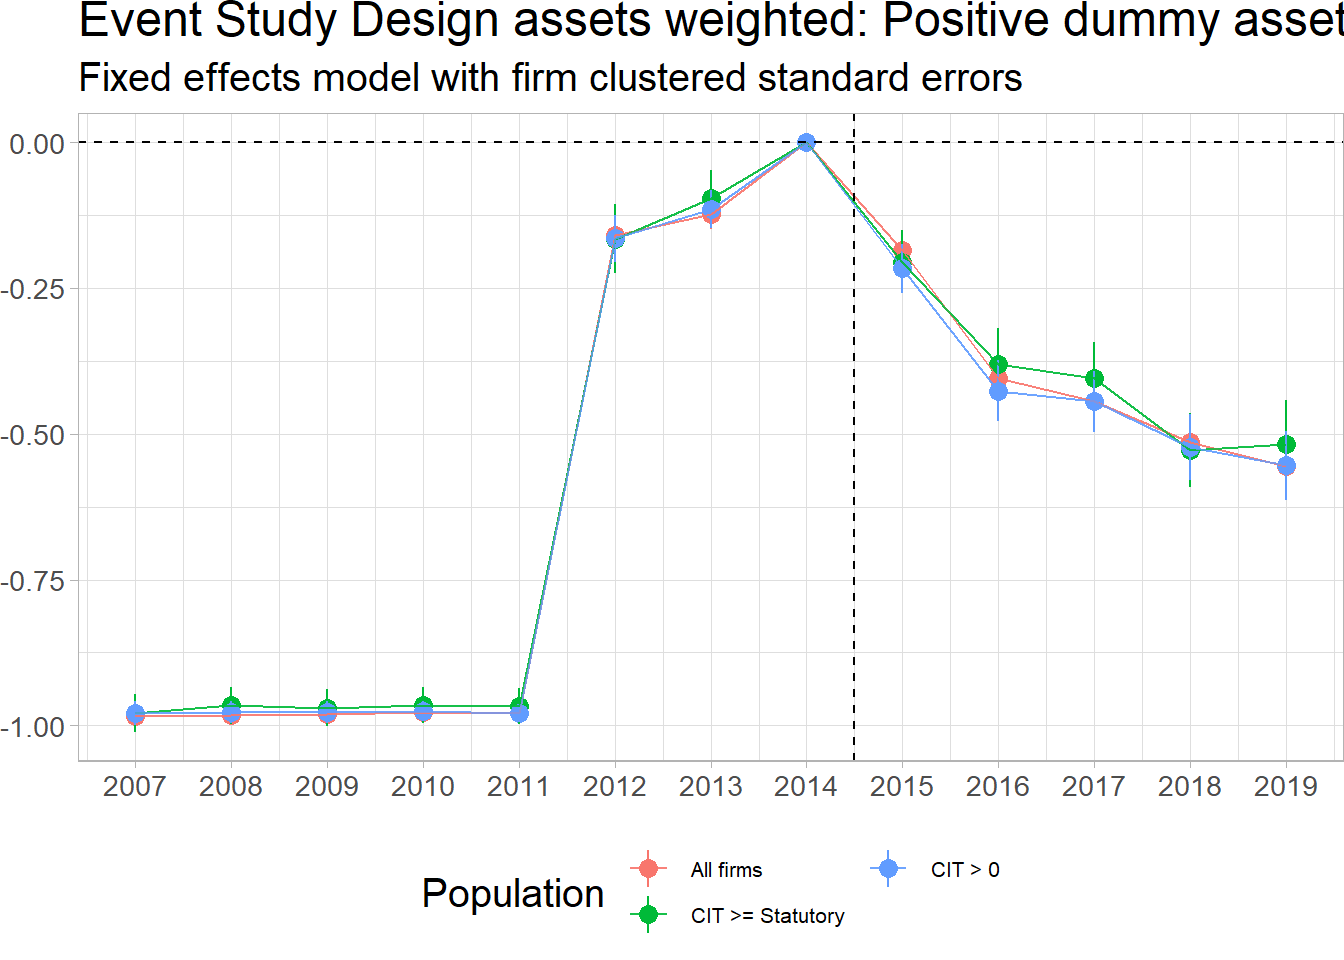 Event Study Design assets weighted: Positive dummy asset
Fixed effects model with firm clustered standard errors
0.00
-0.25
-0.50
-0.75
-1.00
2007 2008 2009 2010 2011 2012 2013 2014 2015 2016 2017 2018 2019
Population
All firms
CIT > 0
CIT >= Statutory